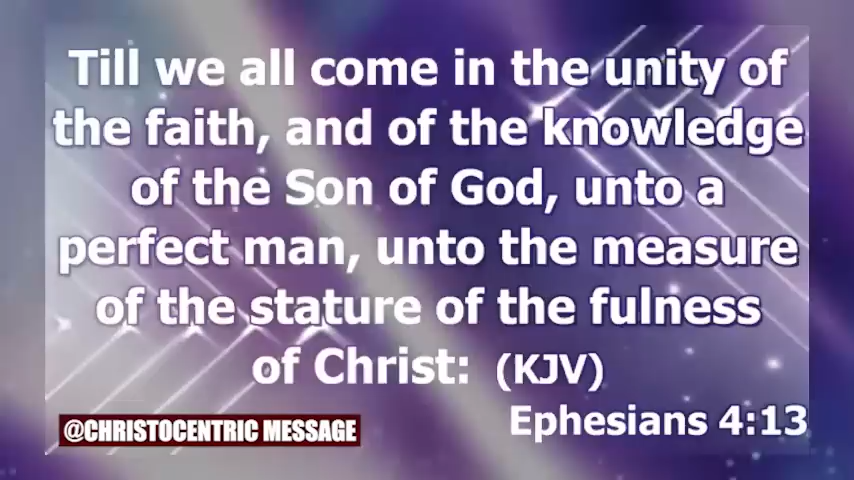 Till we all come in the unity of
the faith, and of the knowledge
of the Son of God, unto a
perfect man, unto the measure
of the stature of the fulness
of Christ: (KJV)
Ephesians 4:13
@CHRISTOCENTRIC MESSAGE